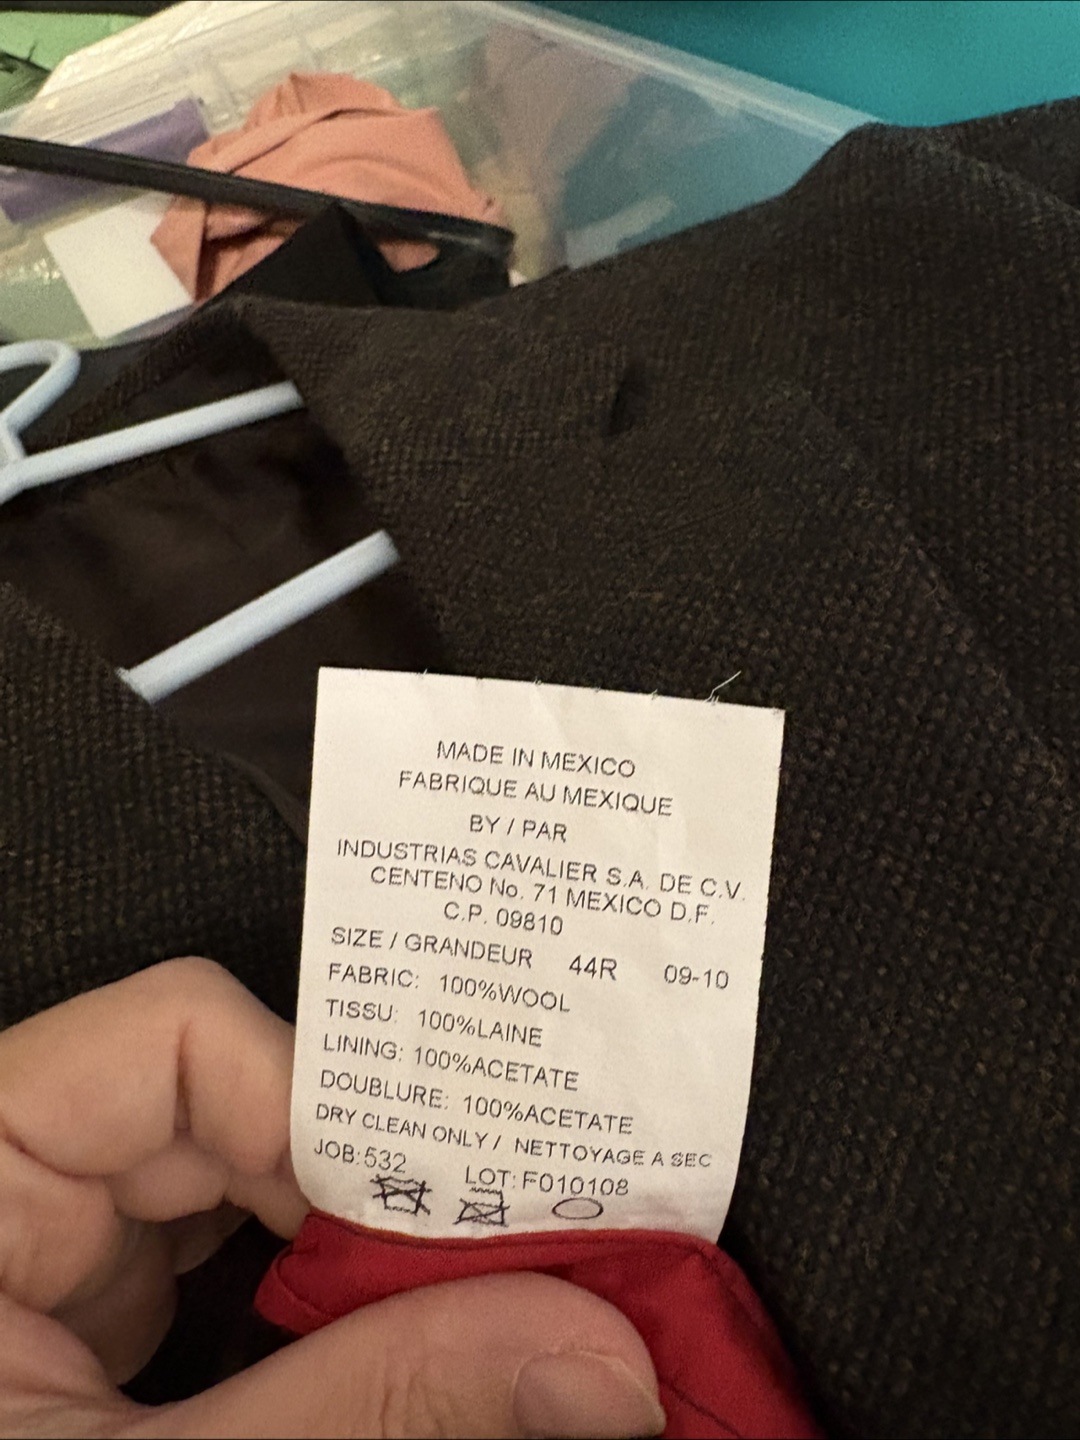 MADE IN MEXICO
FABRIQUE AU MEXIQUE
BY / PAR
INDUSTRIAS CAVALIER S.A. DE C.V.
CENTENO No. 71 MEXICO D.F.
C.P. 09810
SIZE / GRANDEUR 44R 09-10
FABRIC: 100%WOOL
TISSU: 100%LAINE
LINING: 100%ACETATE
DOUBLURE: 100%ACETATE
DRY CLEAN ONLY / NETTOYAGE A SEC
JOB:532 LOT:F010108